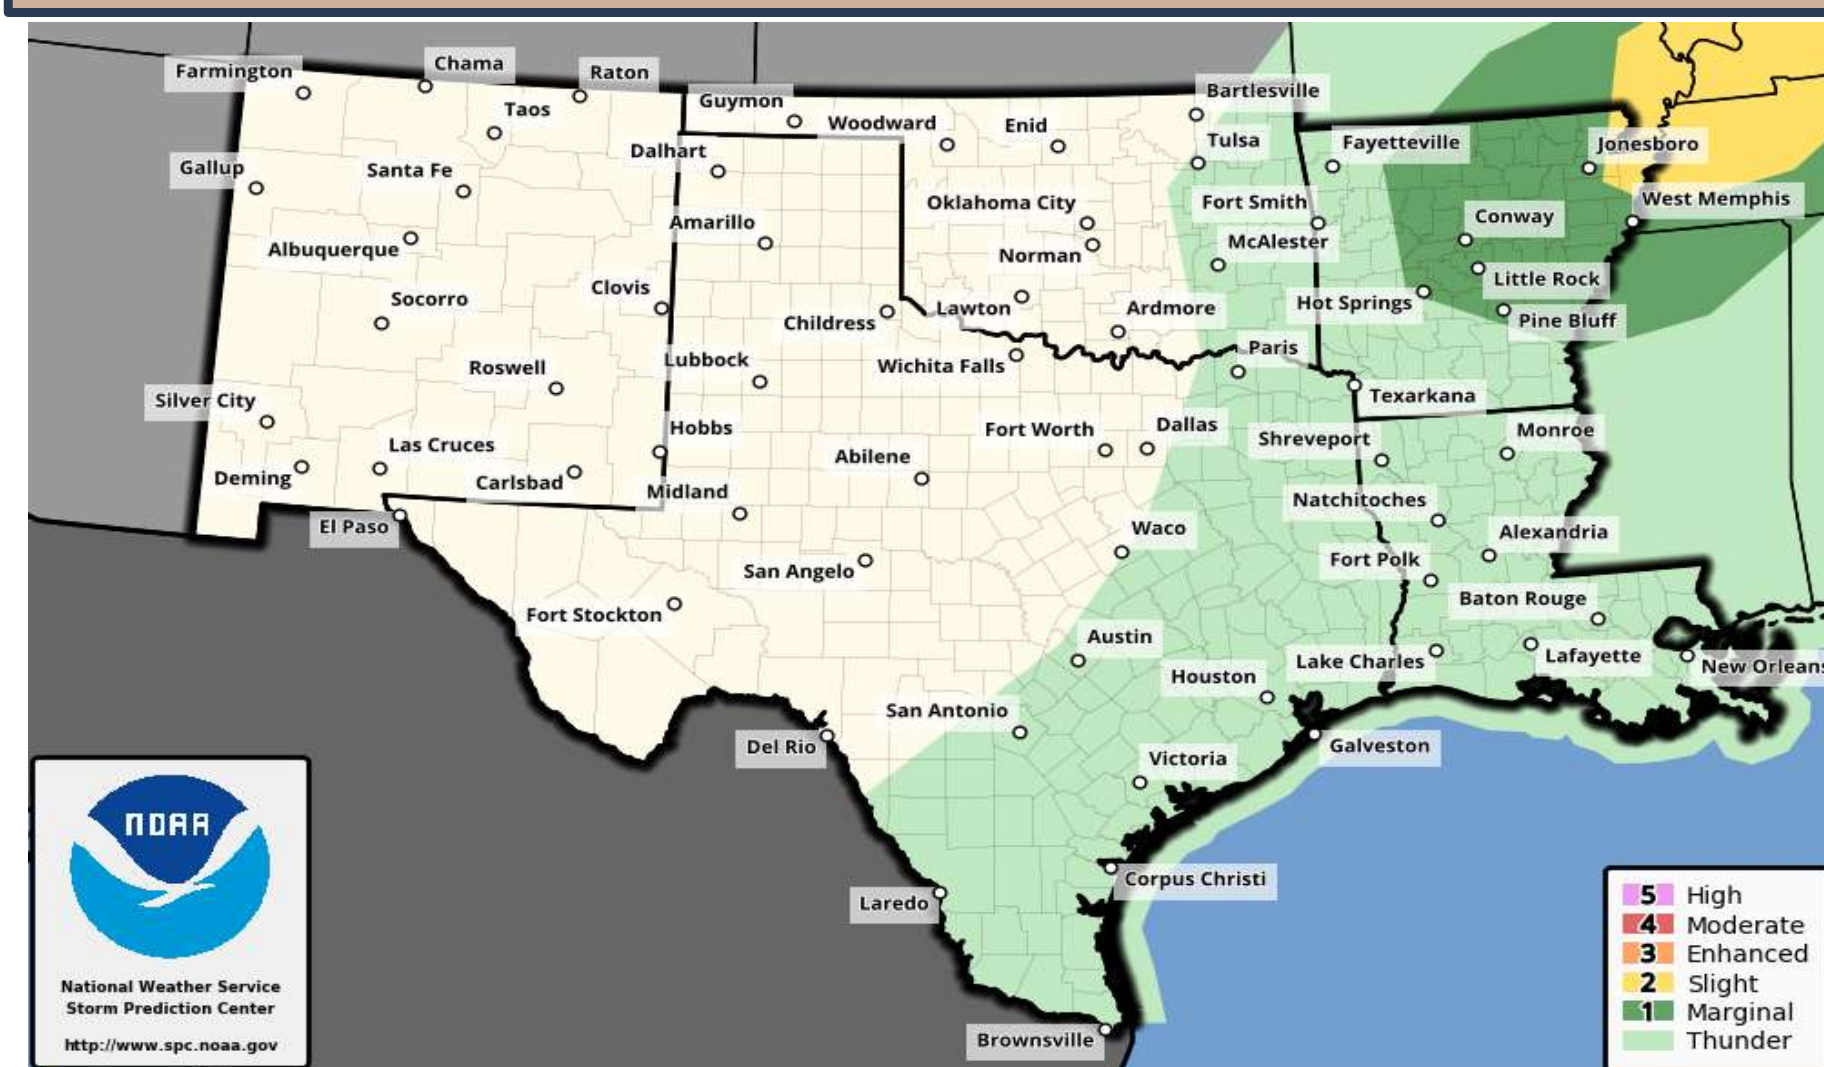 Farmington
Chama
Raton
Taos
Guymon
Woodward
Enid
Bartlesville
Tulsa
Fayetteville
Jonesboro
Gallup
Santa Fe
Dalhart
Oklahoma City
Fort Smith
West Memphis
Conway
Amarillo
McAlester
Albuquerque
Norman
Little Rock
Clovis
Socorro
Hot Springs
Lawton
Ardmore
Childress
Pine Bluff
Paris
Roswell
Lubbock
Wichita Falls
Texarkana
Silver City
Hobbs
Fort Worth
Dallas
Monroe
Shreveport
Las Cruces
Abilene
Deming
Carlsbad
Midland
Natchitoches
El Paso
Waco
Alexandria
San Angelo
Fort Polk
Baton Rouge
Fort Stockton
Austin
Lake Charles
Lafayette
New Orleans
Houston
San Antonio
Del Rio
Galveston
Victoria
Corpus Christi
Laredo
Brownsville
NOAA
National Weather Service
Storm Prediction Center
http://www.spc.noaa.gov
5 High
4 Moderate
3 Enhanced
2 Slight
1 Marginal
Thunder